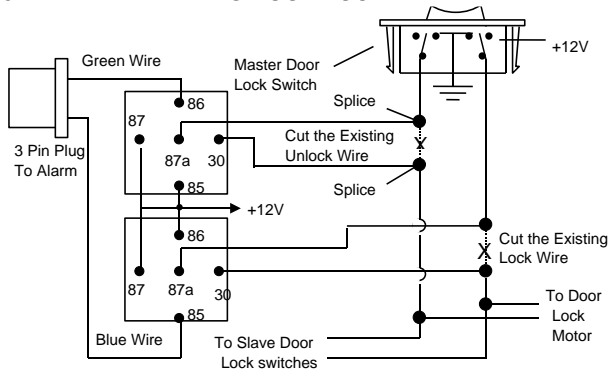 +12V
Master Door
Lock Switch
Green Wire
Splice
86
87
Cut the Existing
Unlock Wire
X
3 Pin Plug
To Alarm
87a
30
85
Splice
+12V
86
Cut the Existing
Lock Wire
X
87
87a
30
85
To Door
Lock
Motor
Blue Wire
To Slave Door
Lock switches